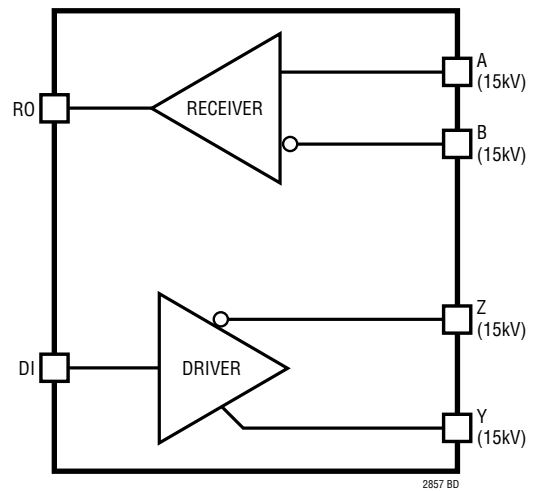 A
(15kV)
RO
RECEIVER
B
(15kV)
Z
(15kV)
DI
DRIVER
Y
(15kV)
2857 BD